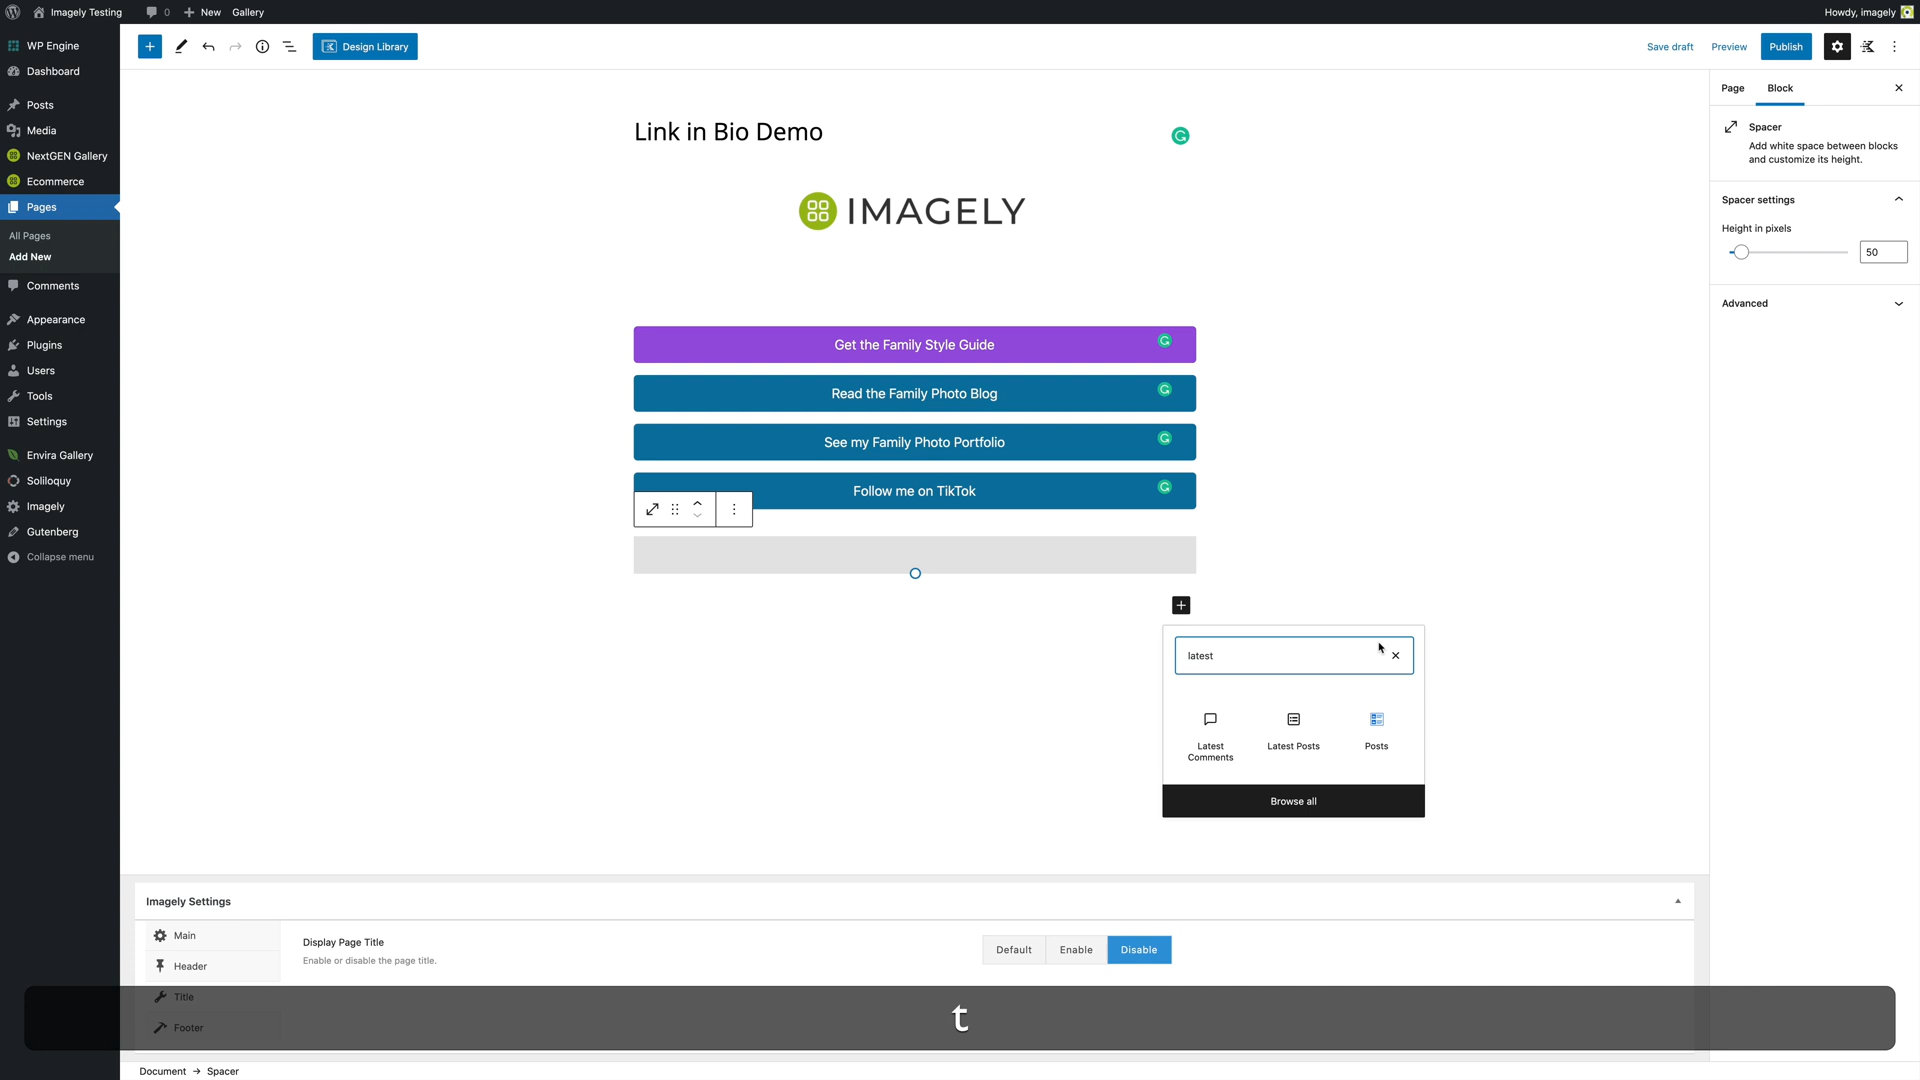 Imagely Testing
0
New
Gallery
Howdy, imagely
WP Engine
Dashboard
Posts
Media
NextGEN Gallery
Ecommerce
Pages
All Pages
Add New
Comments
Appearance
Plugins
Users
Tools
Settings
Envira Gallery
Soliloquy
Imagely
Gutenberg
Collapse menu
Design Library
Save draft
Preview
Publish
Link in Bio Demo
IMAGELY
Get the Family Style Guide
Read the Family Photo Blog
See my Family Photo Portfolio
Follow me on TikTok
latest
Latest
Comments
Latest Posts
Posts
Browse all
Page
Block
Spacer
Add white space between blocks
and customize its height.
Spacer settings
Height in pixels
50
Advanced
Imagely Settings
Main
Header
Title
Footer
Display Page Title
Enable or disable the page title.
Default
Enable
Disable
t
Document → Spacer